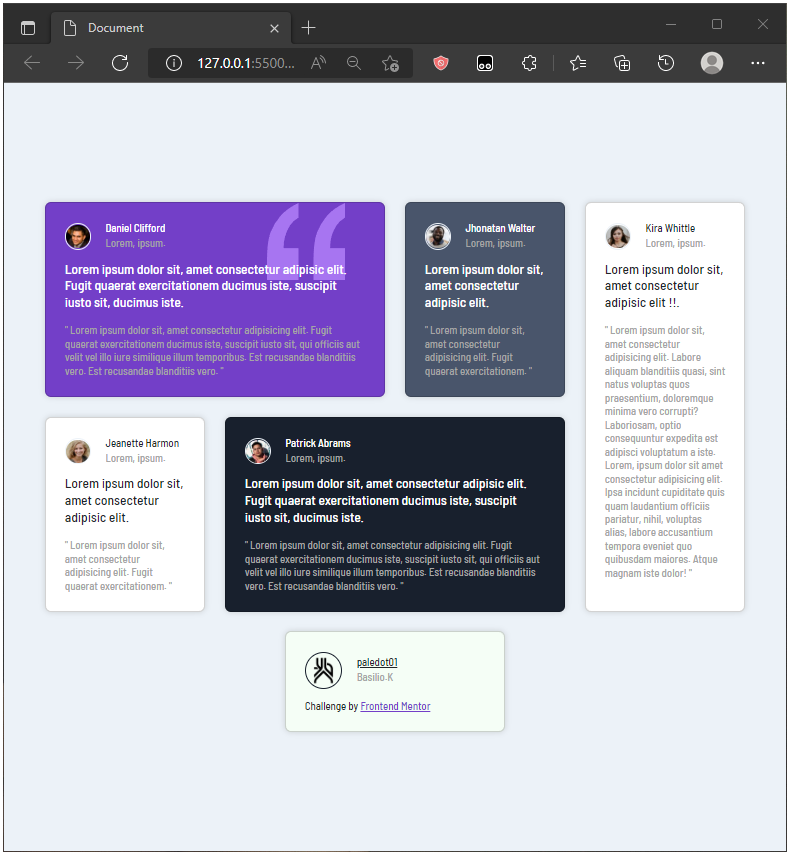 Document
127.0.0.1:5500...
Daniel Clifford
Lorem, ipsum.
Lorem ipsum dolor sit, amet consectetur adipisic elit.
Fugit quaerat exercitationem ducimus iste, suscipit
iusto sit, ducimus iste.
" Lorem ipsum dolor sit, amet consectetur adipisicing elit. Fugit
quaerat exercitationem ducimus iste, suscipit iusto sit, qui officiis aut
velit vel illo iure similique illum temporibus. Est recusandae blanditiis
vero. Est recusandae blanditiis vero. "
Jhonatan Walter
Lorem, ipsum.
Lorem ipsum dolor sit,
amet consectetur
adipisic elit.
" Lorem ipsum dolor sit,
amet consectetur
adipisicing elit. Fugit
quaerat exercitationem. "
Kira Whittle
Lorem, ipsum.
Lorem ipsum dolor sit,
amet consectetur
adipisic elit !!.
" Lorem ipsum dolor sit,
amet consectetur
adipisicing elit. Labore
aliquam blanditiis quasi, sint
natus voluptas quos
praesentium, doloremque
minima vero corrupti?
Laboriosam, optio
consequuntur expedita est
adipisci voluptatum a iste.
Lorem, ipsum dolor sit amet
consectetur adipisicing elit.
Ipsa incidunt cupiditate quis
quam laudantium officiis
pariatur, nihil, voluptas
alias, labore accusantium
tempora eveniet quo
quibusdam maiores. Atque
magnam iste dolor! "
Jeanette Harmon
Lorem, ipsum.
Lorem ipsum dolor sit,
amet consectetur
adipisic elit.
" Lorem ipsum dolor sit,
amet consectetur
adipisicing elit. Fugit
quaerat exercitationem. "
Patrick Abrams
Lorem, ipsum.
Lorem ipsum dolor sit, amet consectetur adipisic elit.
Fugit quaerat exercitationem ducimus iste, suscipit
iusto sit, ducimus iste.
" Lorem ipsum dolor sit, amet consectetur adipisicing elit. Fugit
quaerat exercitationem ducimus iste, suscipit iusto sit, qui officiis aut
velit vel illo iure similique illum temporibus. Est recusandae blanditiis
vero. Est recusandae blanditiis vero. "
paledot01
Basilio.K
Challenge by Frontend Mentor